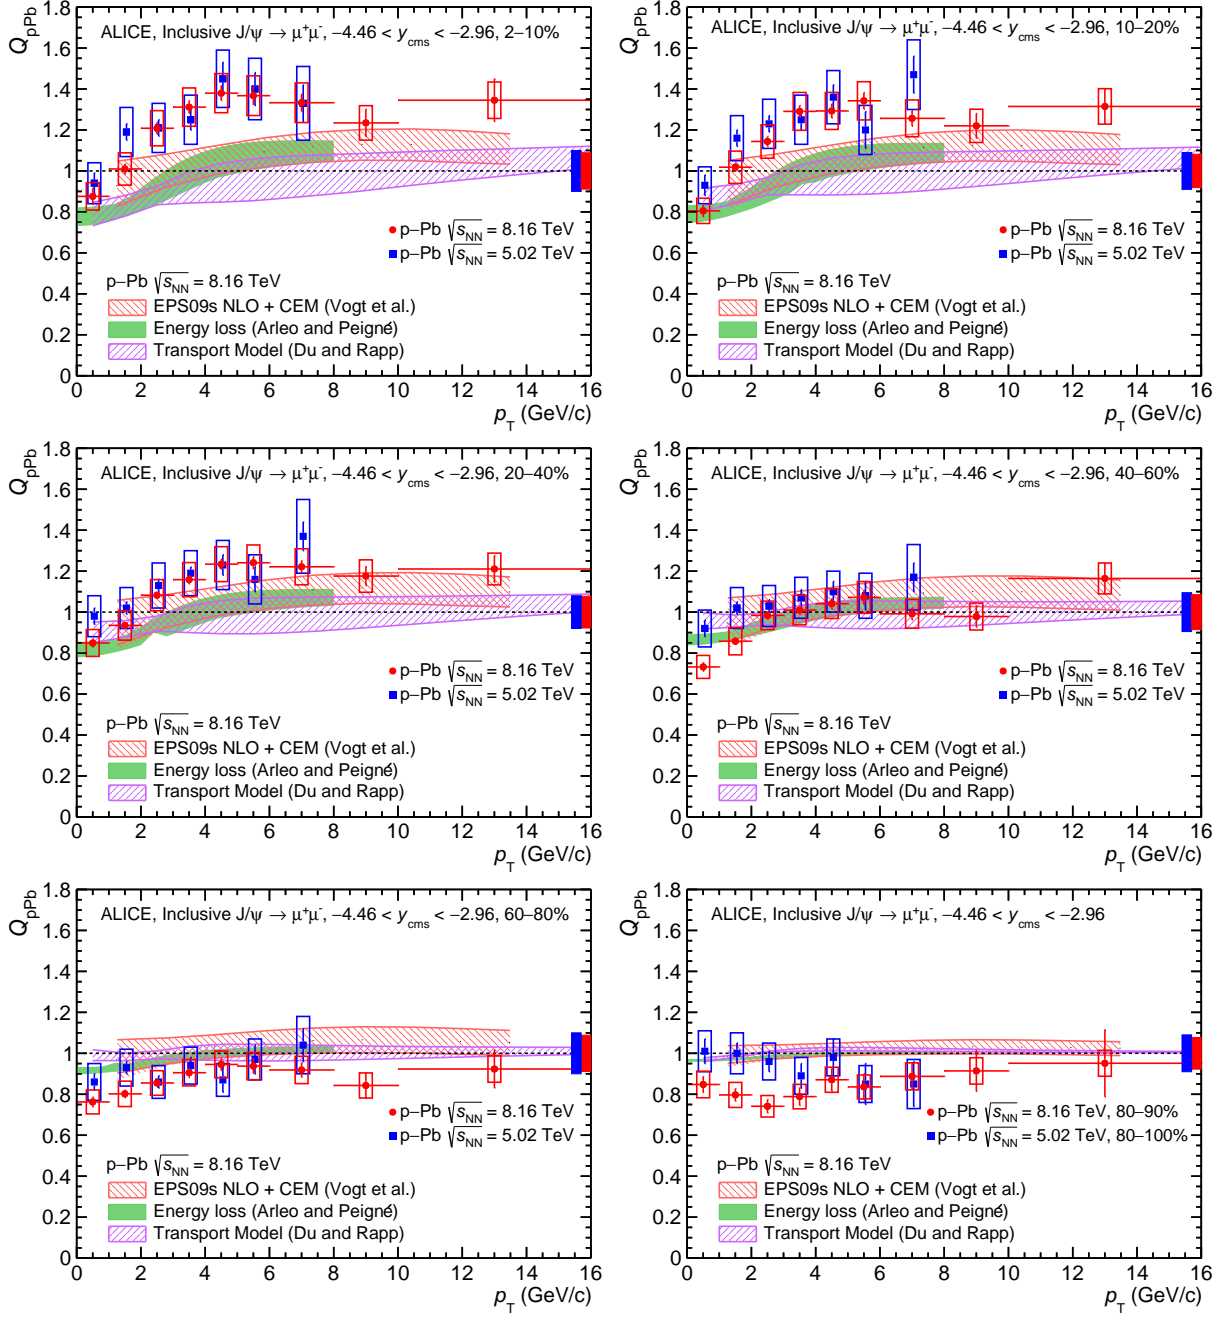 ALICE, Inclusive J/ψ → μ⁺μ⁻, −4.46 < y_cms < −2.96, 2−10%
Q_pPb
1.8
1.6
1.4
1.2
1
0.8
0.6
0.4
0.2
0
p−Pb √s_NN = 8.16 TeV
p−Pb √s_NN = 5.02 TeV
p−Pb √s_NN = 8.16 TeV
EPS09s NLO + CEM (Vogt et al.)
Energy loss (Arleo and Peigné)
Transport Model (Du and Rapp)
0 2 4 6 8 10 12 14 16
p_T (GeV/c)
ALICE, Inclusive J/ψ → μ⁺μ⁻, −4.46 < y_cms < −2.96, 10−20%
Q_pPb
1.8
1.6
1.4
1.2
1
0.8
0.6
0.4
0.2
0
p−Pb √s_NN = 8.16 TeV
p−Pb √s_NN = 5.02 TeV
p−Pb √s_NN = 8.16 TeV
EPS09s NLO + CEM (Vogt et al.)
Energy loss (Arleo and Peigné)
Transport Model (Du and Rapp)
0 2 4 6 8 10 12 14 16
p_T (GeV/c)
ALICE, Inclusive J/ψ → μ⁺μ⁻, −4.46 < y_cms < −2.96, 20−40%
Q_pPb
1.8
1.6
1.4
1.2
1
0.8
0.6
0.4
0.2
0
p−Pb √s_NN = 8.16 TeV
p−Pb √s_NN = 5.02 TeV
p−Pb √s_NN = 8.16 TeV
EPS09s NLO + CEM (Vogt et al.)
Energy loss (Arleo and Peigné)
Transport Model (Du and Rapp)
0 2 4 6 8 10 12 14 16
p_T (GeV/c)
ALICE, Inclusive J/ψ → μ⁺μ⁻, −4.46 < y_cms < −2.96, 40−60%
Q_pPb
1.8
1.6
1.4
1.2
1
0.8
0.6
0.4
0.2
0
p−Pb √s_NN = 8.16 TeV
p−Pb √s_NN = 5.02 TeV
p−Pb √s_NN = 8.16 TeV
EPS09s NLO + CEM (Vogt et al.)
Energy loss (Arleo and Peigné)
Transport Model (Du and Rapp)
0 2 4 6 8 10 12 14 16
p_T (GeV/c)
ALICE, Inclusive J/ψ → μ⁺μ⁻, −4.46 < y_cms < −2.96, 60−80%
Q_pPb
1.8
1.6
1.4
1.2
1
0.8
0.6
0.4
0.2
0
p−Pb √s_NN = 8.16 TeV
p−Pb √s_NN = 5.02 TeV
p−Pb √s_NN = 8.16 TeV
EPS09s NLO + CEM (Vogt et al.)
Energy loss (Arleo and Peigné)
Transport Model (Du and Rapp)
0 2 4 6 8 10 12 14 16
p_T (GeV/c)
ALICE, Inclusive J/ψ → μ⁺μ⁻, −4.46 < y_cms < −2.96
Q_pPb
1.8
1.6
1.4
1.2
1
0.8
0.6
0.4
0.2
0
p−Pb √s_NN = 8.16 TeV, 80−90%
p−Pb √s_NN = 5.02 TeV, 80−100%
p−Pb √s_NN = 8.16 TeV
EPS09s NLO + CEM (Vogt et al.)
Energy loss (Arleo and Peigné)
Transport Model (Du and Rapp)
0 2 4 6 8 10 12 14 16
p_T (GeV/c)